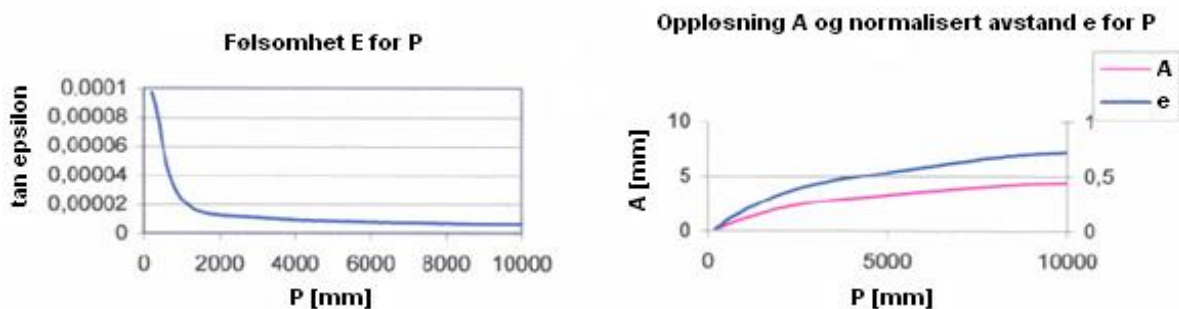 Følsomhet E for P
tan epsilon
0,0001
0,00008
0,00006
0,00004
0,00002
0
0 2000 4000 6000 8000 10000
P [mm]
Oppløsning A og normalisert avstand e for P
A
e
A [mm]
10
5
0
1
0,5
0
0 5000 10000
P [mm]